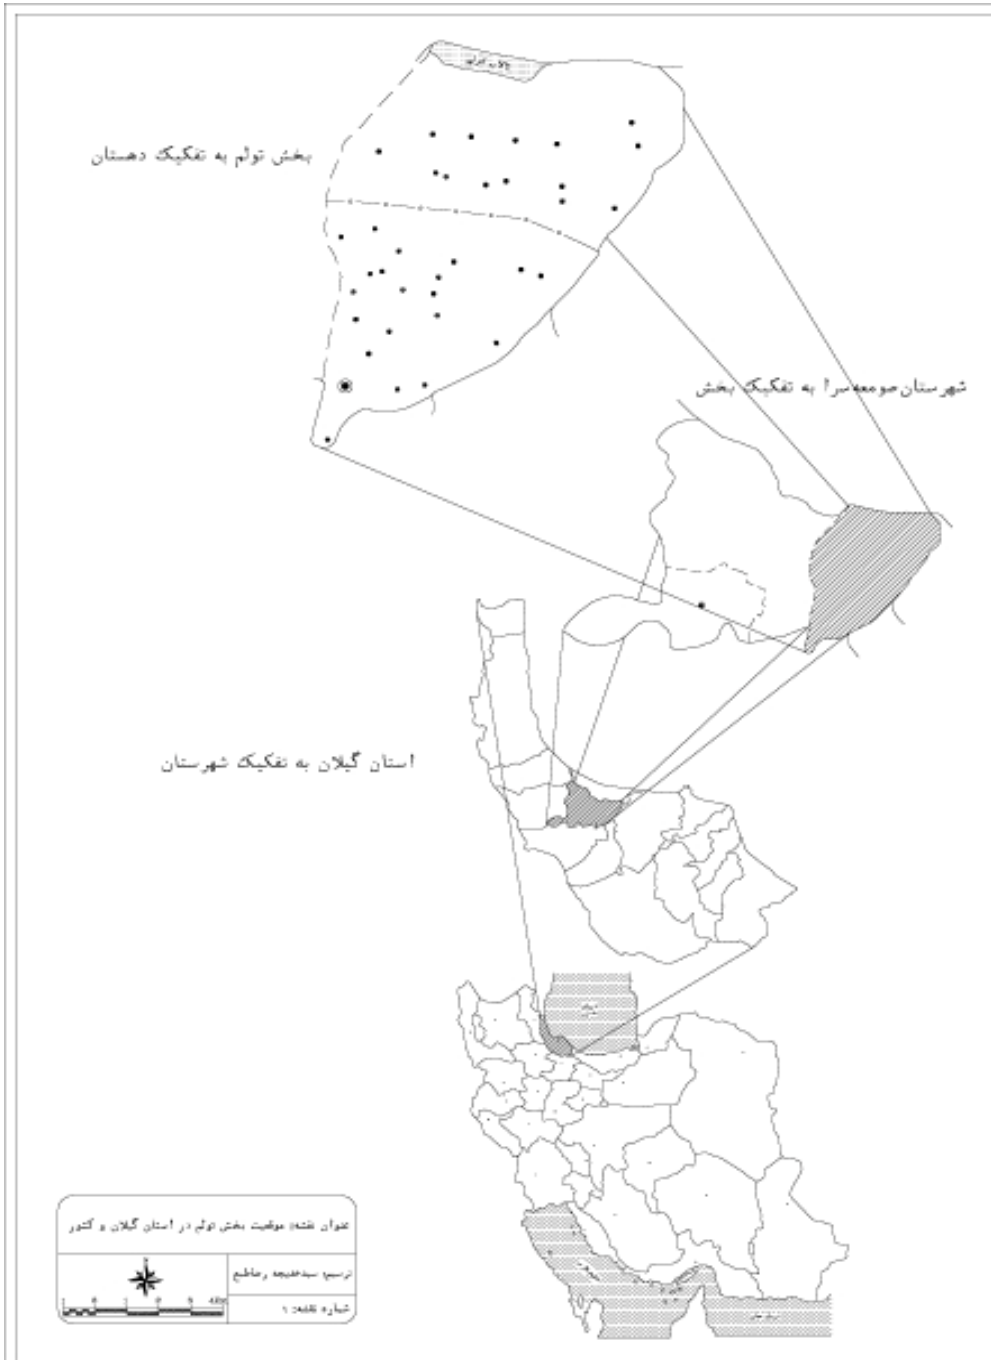 بخش تولم به تفکیک دهستان
شهرستان صومعه‌سرا به تفکیک بخش
استان گیلان به تفکیک شهرستان
عنوان نقشه: موقعیت بخش تولم در استان گیلان و کشور
ترسیم: سیدخدیجه
شماره نقشه: ۱